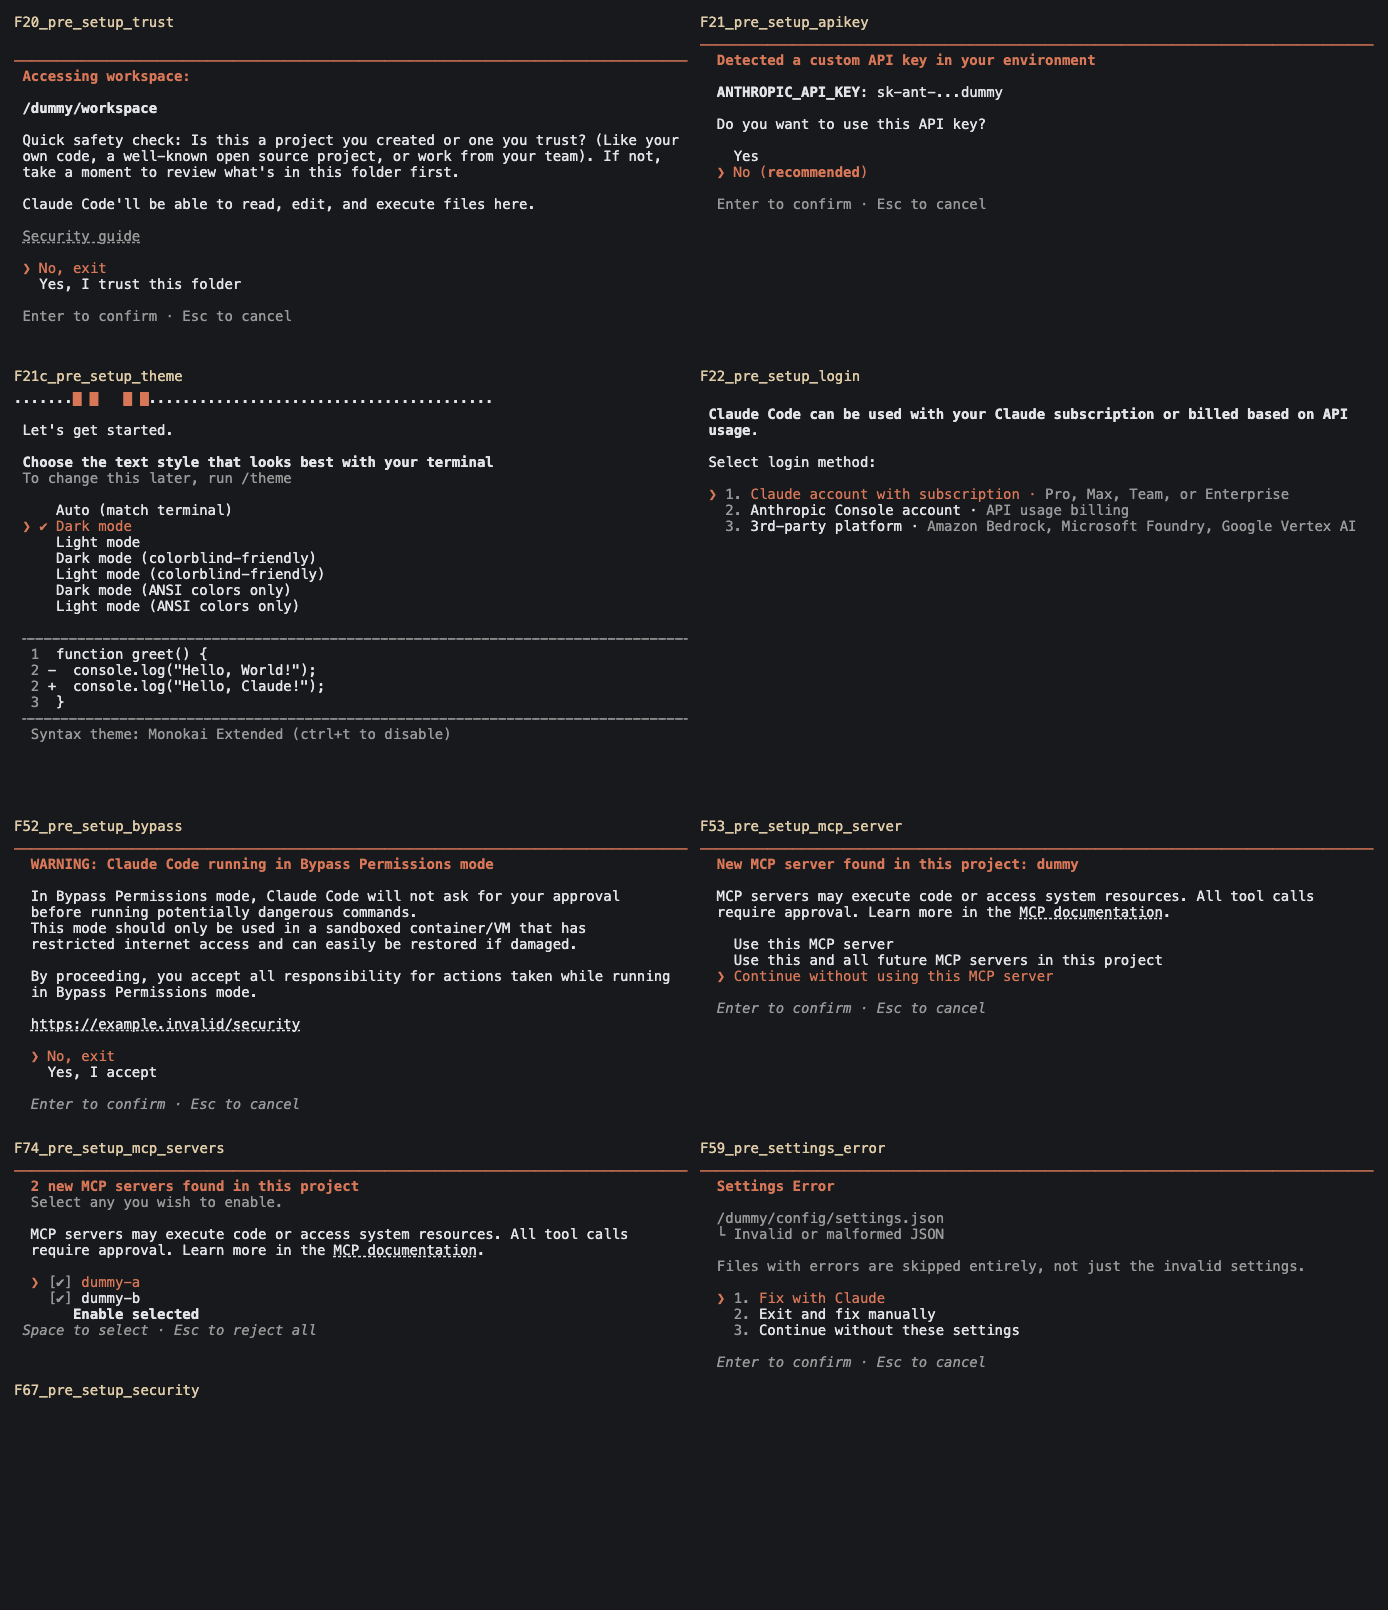 F20_pre_setup_trust
Accessing workspace:
/dummy/workspace
Quick safety check: Is this a project you created or one you trust? (Like your
own code, a well-known open source project, or work from your team). If not,
take a moment to review what's in this folder first.
Claude Code'll be able to read, edit, and execute files here.
Security guide
❯ No, exit
Yes, I trust this folder
Enter to confirm · Esc to cancel
F21_pre_setup_apikey
Detected a custom API key in your environment
ANTHROPIC_API_KEY: sk-ant-...dummy
Do you want to use this API key?
Yes
❯ No (recommended)
Enter to confirm · Esc to cancel
F21c_pre_setup_theme
Let's get started.
Choose the text style that looks best with your terminal
To change this later, run /theme
Auto (match terminal)
❯ ✔ Dark mode
Light mode
Dark mode (colorblind-friendly)
Light mode (colorblind-friendly)
Dark mode (ANSI colors only)
Light mode (ANSI colors only)
1  function greet() {
2 -  console.log("Hello, World!");
2 +  console.log("Hello, Claude!");
3  }
Syntax theme: Monokai Extended (ctrl+t to disable)
F22_pre_setup_login
Claude Code can be used with your Claude subscription or billed based on API
usage.
Select login method:
❯ 1. Claude account with subscription · Pro, Max, Team, or Enterprise
2. Anthropic Console account · API usage billing
3. 3rd-party platform · Amazon Bedrock, Microsoft Foundry, Google Vertex AI
F52_pre_setup_bypass
WARNING: Claude Code running in Bypass Permissions mode
In Bypass Permissions mode, Claude Code will not ask for your approval
before running potentially dangerous commands.
This mode should only be used in a sandboxed container/VM that has
restricted internet access and can easily be restored if damaged.
By proceeding, you accept all responsibility for actions taken while running
in Bypass Permissions mode.
https://example.invalid/security
❯ No, exit
Yes, I accept
Enter to confirm · Esc to cancel
F53_pre_setup_mcp_server
New MCP server found in this project: dummy
MCP servers may execute code or access system resources. All tool calls
require approval. Learn more in the MCP documentation.
Use this MCP server
Use this and all future MCP servers in this project
❯ Continue without using this MCP server
Enter to confirm · Esc to cancel
F74_pre_setup_mcp_servers
2 new MCP servers found in this project
Select any you wish to enable.
MCP servers may execute code or access system resources. All tool calls
require approval. Learn more in the MCP documentation.
❯ [✔] dummy-a
[✔] dummy-b
Enable selected
Space to select · Esc to reject all
F59_pre_settings_error
Settings Error
/dummy/config/settings.json
└ Invalid or malformed JSON
Files with errors are skipped entirely, not just the invalid settings.
❯ 1. Fix with Claude
2. Exit and fix manually
3. Continue without these settings
Enter to confirm · Esc to cancel
F67_pre_setup_security